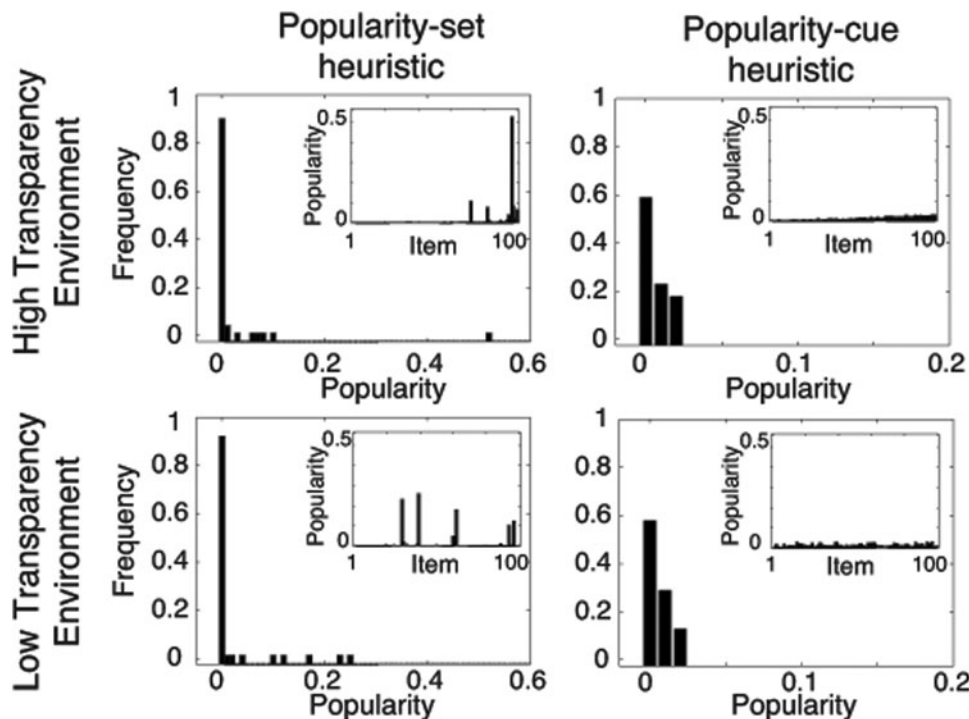 Popularity-set
heuristic
Popularity-cue
heuristic
High Transparency
Environment
Frequency
1
0.8
0.6
0.4
0.2
0
0 0.2 0.4 0.6
Popularity
Popularity
0.5
0
1 Item 100
1
0.8
0.6
0.4
0.2
0
0 0.1 0.2
Popularity
Popularity
0.5
0
1 Item 100
Low Transparency
Environment
Frequency
1
0.8
0.6
0.4
0.2
0
0 0.2 0.4 0.6
Popularity
Popularity
0.5
0
1 Item 100
1
0.8
0.6
0.4
0.2
0
0 0.1 0.2
Popularity
Popularity
0.5
0
1 Item 100